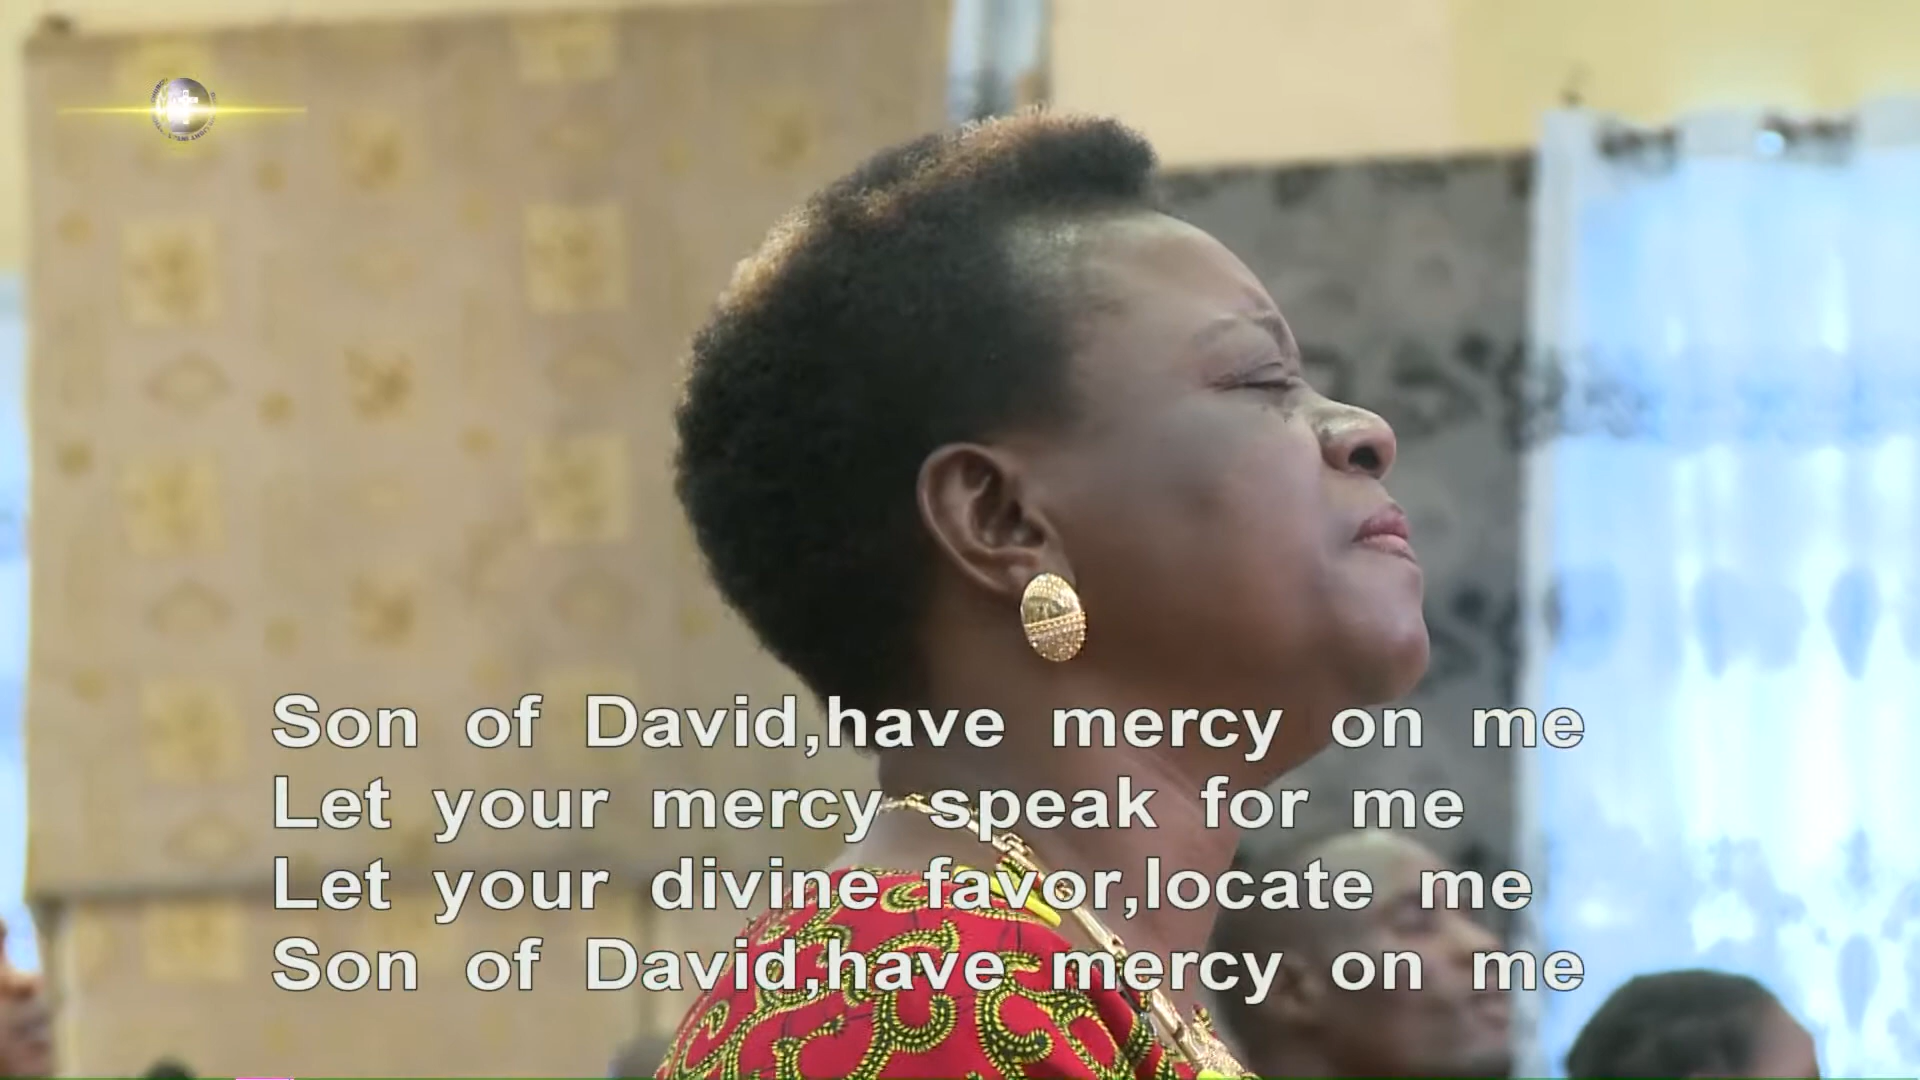 Son of David,have mercy on me
Let your mercy speak for me
Let your divine favor,locate me
Son of David,have mercy on me